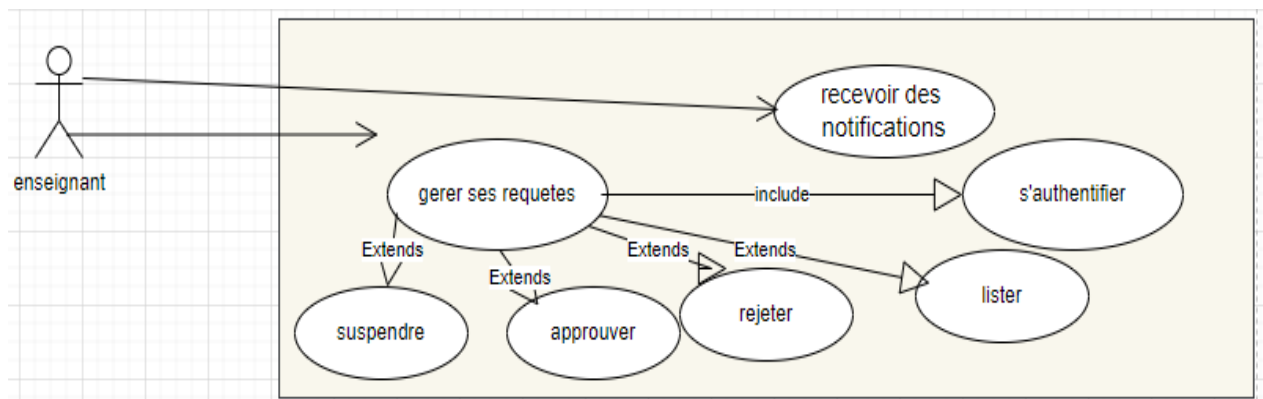 recevoir des
notifications
enseignant
gerer ses requetes
include
s'authentifier
Extends
Extends
Extends
Extends
suspendre
approuver
rejeter
lister